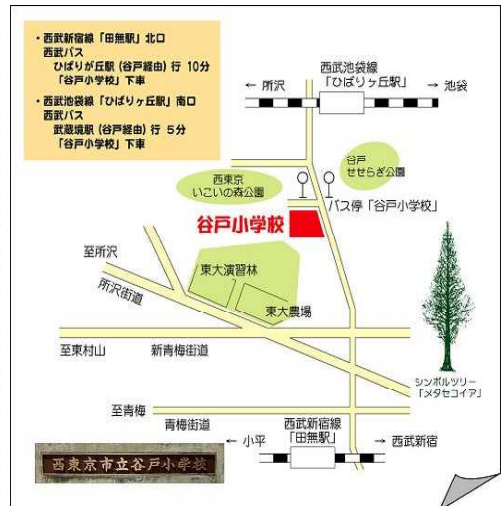 ・西武新宿線「田無駅」北口
西武バス
ひばりが丘駅(谷戸経由)行 10分
「谷戸小学校」下車
・西武池袋線「ひばりヶ丘駅」南口
西武バス
武蔵境駅(谷戸経由)行 5分
「谷戸小学校」下車
西武池袋線
「ひばりヶ丘駅」
← 所沢
→ 池袋
谷戸
せせらぎ公園
西東京
いこいの森公園
バス停「谷戸小学校」
谷戸小学校
至所沢
所沢街道
東大演習林
東大農場
至東村山
新青梅街道
シンボルツリー
「メタセコイア」
至青梅
青梅街道
西武新宿線
「田無駅」
← 小平
→ 西武新宿
西東京市立谷戸小学校